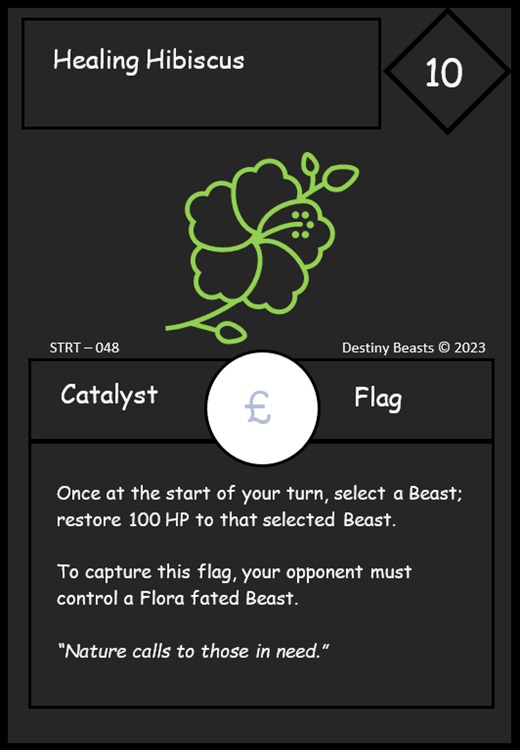 Healing Hibiscus
10
STRT – 048
Destiny Beasts © 2023
Catalyst
£
Flag
Once at the start of your turn, select a Beast;
restore 100 HP to that selected Beast.
To capture this flag, your opponent must
control a Flora fated Beast.
“Nature calls to those in need.”